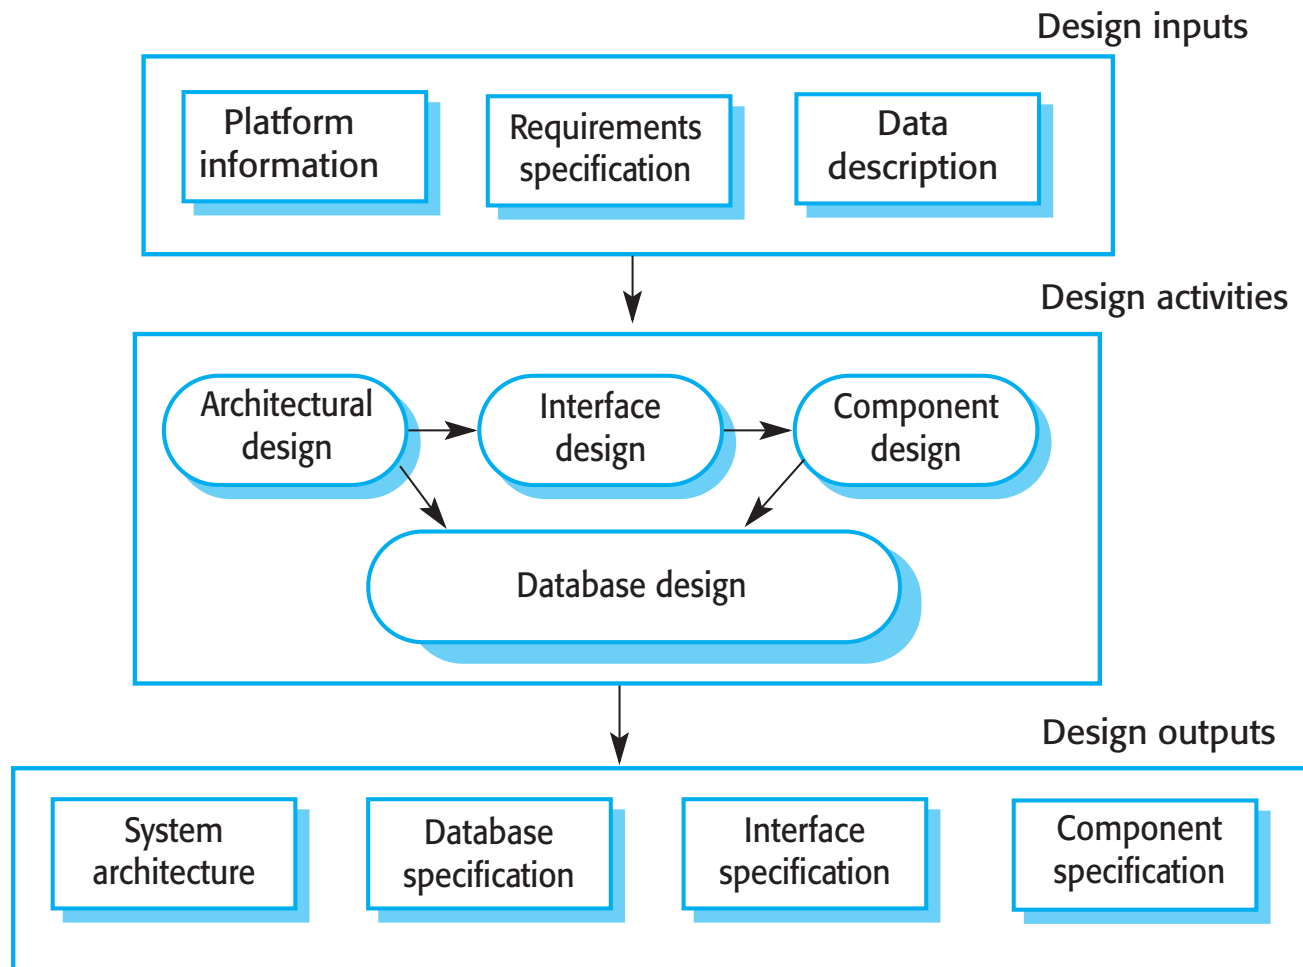 Design inputs
Platform
information
Requirements
specification
Data
description
Design activities
Architectural
design
Interface
design
Component
design
Database design
Design outputs
System
architecture
Database
specification
Interface
specification
Component
specification